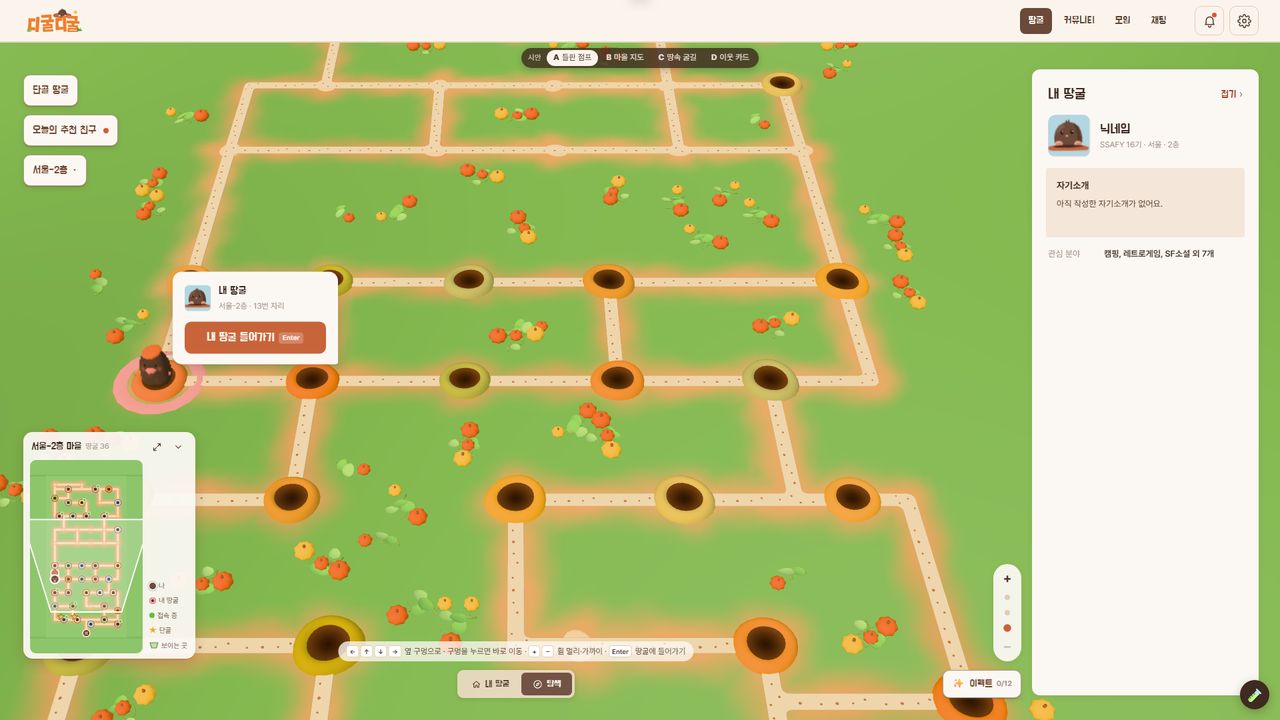 디굴디굴
땅굴
커뮤니티
모임
채팅
시안
A 들판 점프
B 마을 지도
C 땅속 굴길
D 이웃 카드
단골 땅굴
오늘의 추천 친구
서울-2층 ·
내 땅굴
접기 ›
닉네임
SSAFY 16기 · 서울 · 2층
자기소개
아직 작성한 자기소개가 없어요.
관심 분야
캠핑, 레트로게임, SF소설 외 7개
내 땅굴
서울-2층 · 13번 자리
내 땅굴 들어가기 Enter
서울-2층 마을 땅굴 36
나
내 땅굴
접속 중
단골
보이는 곳
← ↑ ↓ → 옆 구멍으로 · 구멍을 누르면 바로 이동 · + − 휠 멀리·가까이 · Enter 땅굴에 들어가기
내 땅굴
탐색
이펙트 0/12